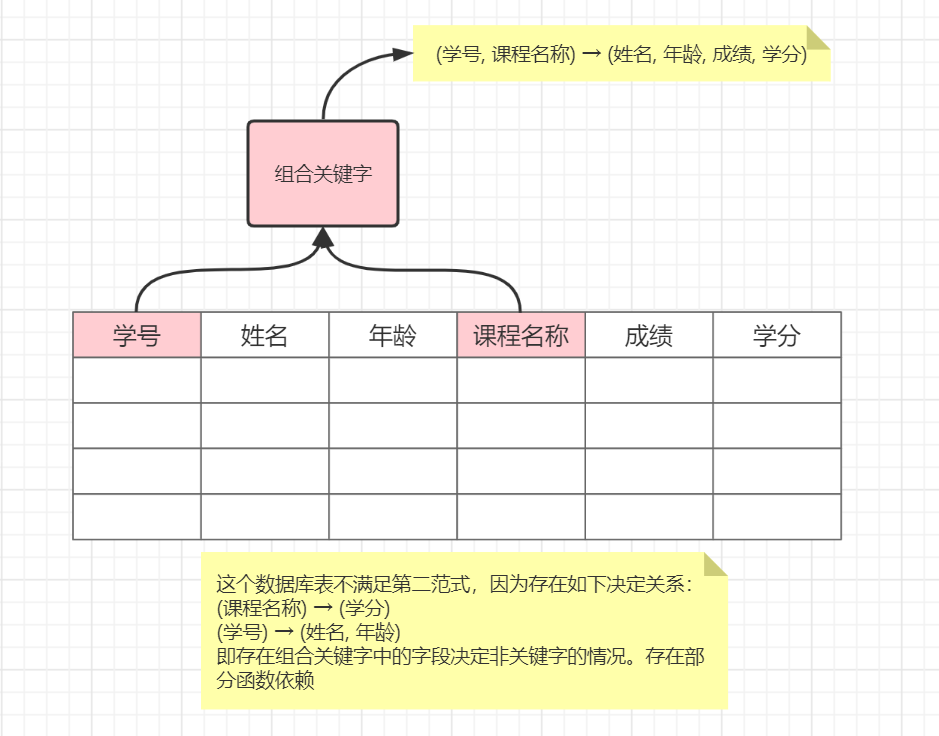 (学号, 课程名称) → (姓名, 年龄, 成绩, 学分)
组合关键字
学号 姓名 年龄 课程名称 成绩 学分
这个数据库表不满足第二范式，因为存在如下决定关系：
(课程名称) → (学分)
(学号) → (姓名, 年龄)
即存在组合关键字中的字段决定非关键字的情况。存在部
分函数依赖